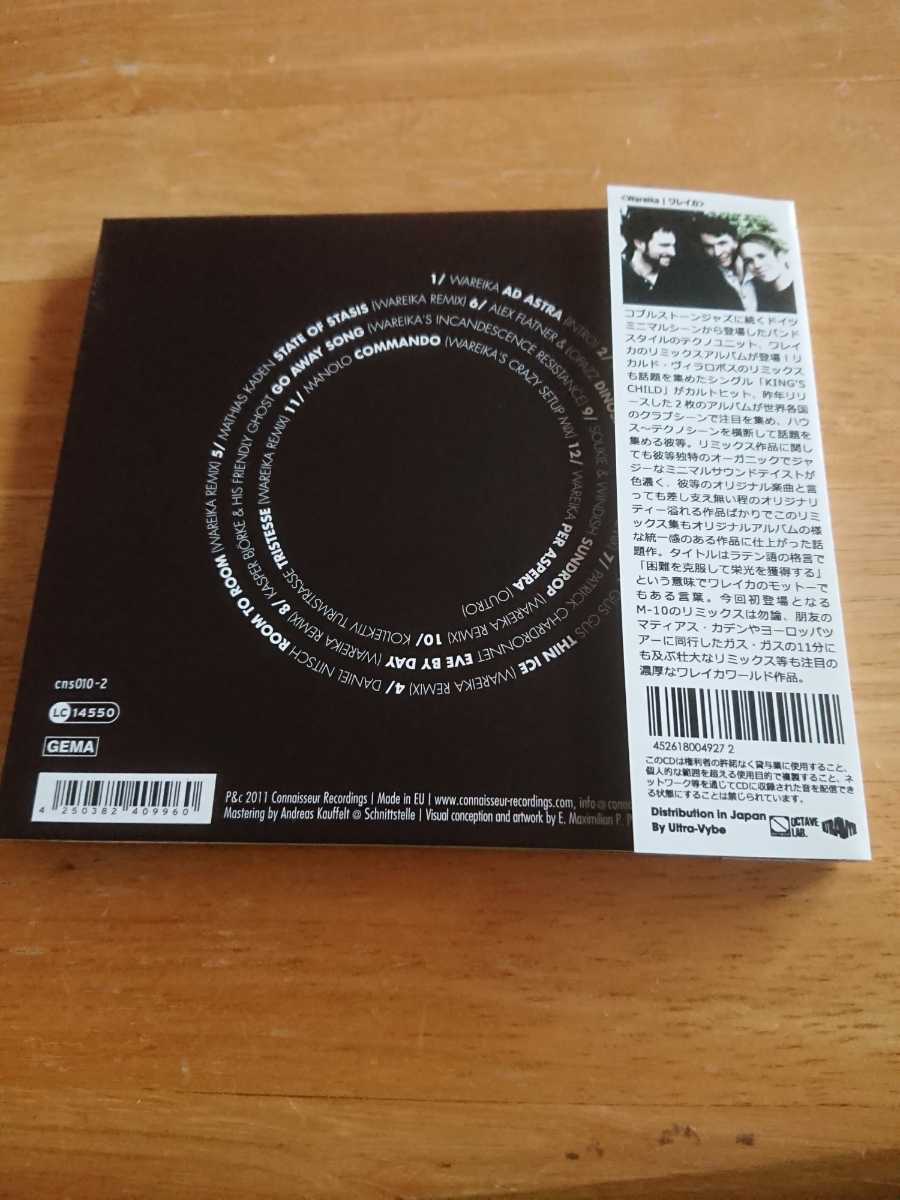 1/ WAREIKA AD ASTRA (INTRO) 2/
GUS GUS THIN ICE (WAREIKA REMIX) 4/ DANIEL NITSCH ROOM TO ROOM (WAREIKA REMIX) 5/ MATHIAS KADEN STATE OF STASIS (WAREIKA REMIX) 6/ ALEX FLATNER & LOPAZZ
7/ PATRICK CHARDRONNET EVE BY DAY (WAREIKA REMIX) 8/ KASPER BJØRKE & HIS FRIENDLY GHOST GO AWAY SONG (WAREIKA'S INCANDESCENCE RESISTANCE) 9/ SOUKIE & WINDISH SUNDROP (WAREIKA REMIX) 10/ KOLLEKTIV TURMSTRASSE TRISTESSE (WAREIKA REMIX) 11/ MANOLO COMMANDO (WAREIKA'S CRAZY SETUP MIX) 12/ WAREIKA PER ASPERA (OUTRO)
cns010-2
LC 14550
GEMA
4 250382 409960
P&c 2011 Connaisseur Recordings | Made in EU | www.connaisseur-recordings.com, info@
Mastering by Andreas Kauffelt @ Schnittstelle | Visual conception and artwork by E. Maximilian P.
<Wareika | ワレイカ>
コブルストーンジャズに続くドイツ
ミニマルシーンから登場したバンド
スタイルのテクノユニット、ワレイ
カのリミックスアルバムが登場!リ
カルド・ヴィラロボスのリミックス
も話題を集めたシングル「KING'S
CHILD」がカルトヒット、昨年リリ
ースした2枚のアルバムが世界各国
のクラブシーンで注目を集め、ハウ
ス〜テクノシーンを横断して話題を
集める彼等。リミックス作品に関し
ても彼等独特のオーガニックでジャ
ジーなミニマルサウンドテイストが
色濃く、彼等のオリジナル楽曲と言
っても差し支え無い程のオリジナリ
ティー溢れる作品ばかりでこのリミ
ックス集もオリジナルアルバムの様
な統一感のある作品に仕上がった話
題作。タイトルはラテン語の格言で
「困難を克服して栄光を獲得する」
という意味でワレイカのモットーで
もある言葉。今回初登場となる
M-10のリミックスは勿論、朋友の
マティアス・カデンやヨーロッパツ
アーに同行したガス・ガスの11分に
も及ぶ壮大なリミックス等も注目の
濃厚なワレイカワールド作品。
4526180049272
このCDは権利者の許諾なく貸与業に使用すること、
個人的な範囲を超える使用目的で複製すること、ネ
ットワーク等を通じてCDに収録された音を配信でき
る状態にすることは禁じられています。
Distribution in Japan
By Ultra-Vybe
OCTAVE
LAB.